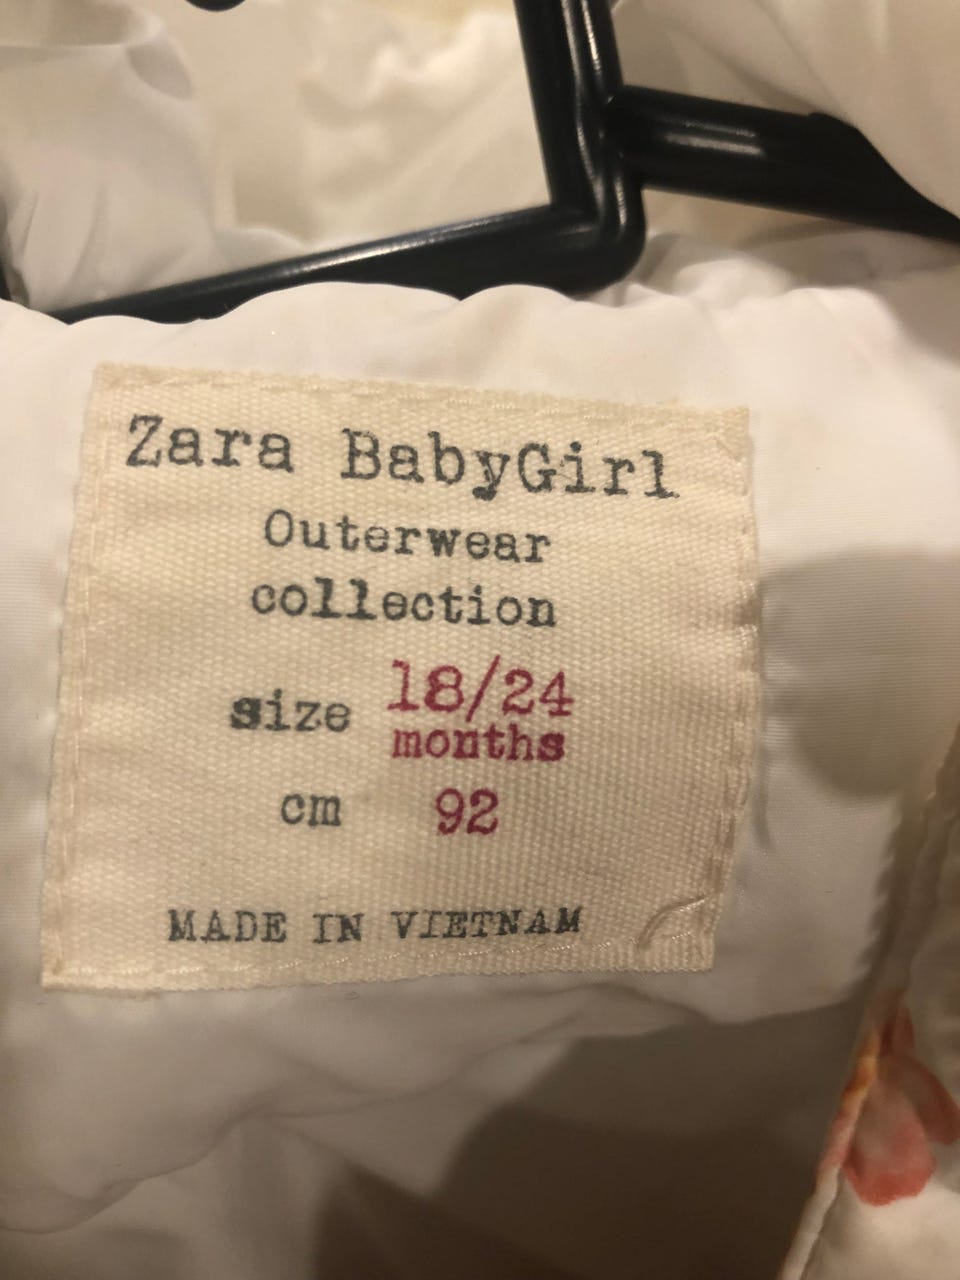 Zara BabyGirl
Outerwear
collection
size 18/24
months
cm 92
MADE IN VIETNAM